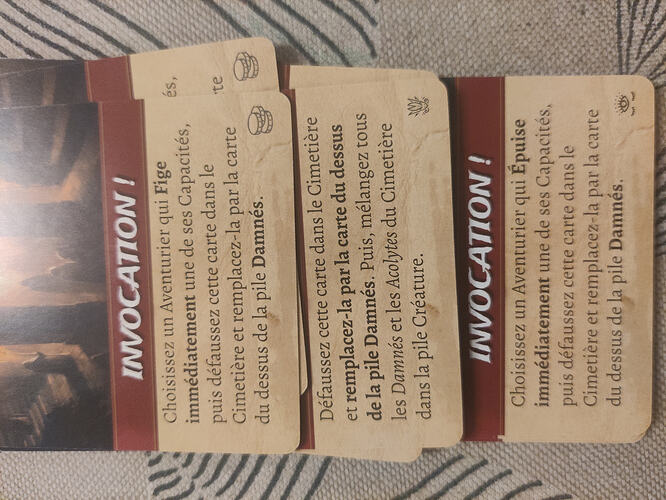 és,
te
INVOCATION !
Choisissez un Aventurier qui Fige
immédiatement une de ses Capacités,
puis défaussez cette carte dans le
Cimetière et remplacez-la par la carte
du dessus de la pile Damnés.
Défaussez cette carte dans le Cimetière
et remplacez-la par la carte du dessus
de la pile Damnés. Puis, mélangez tous
les Damnés et les Acolytes du Cimetière
dans la pile Créature.
INVOCATION !
Choisissez un Aventurier qui Épuise
immédiatement une de ses Capacités,
puis défaussez cette carte dans le
Cimetière et remplacez-la par la carte
du dessus de la pile Damnés.